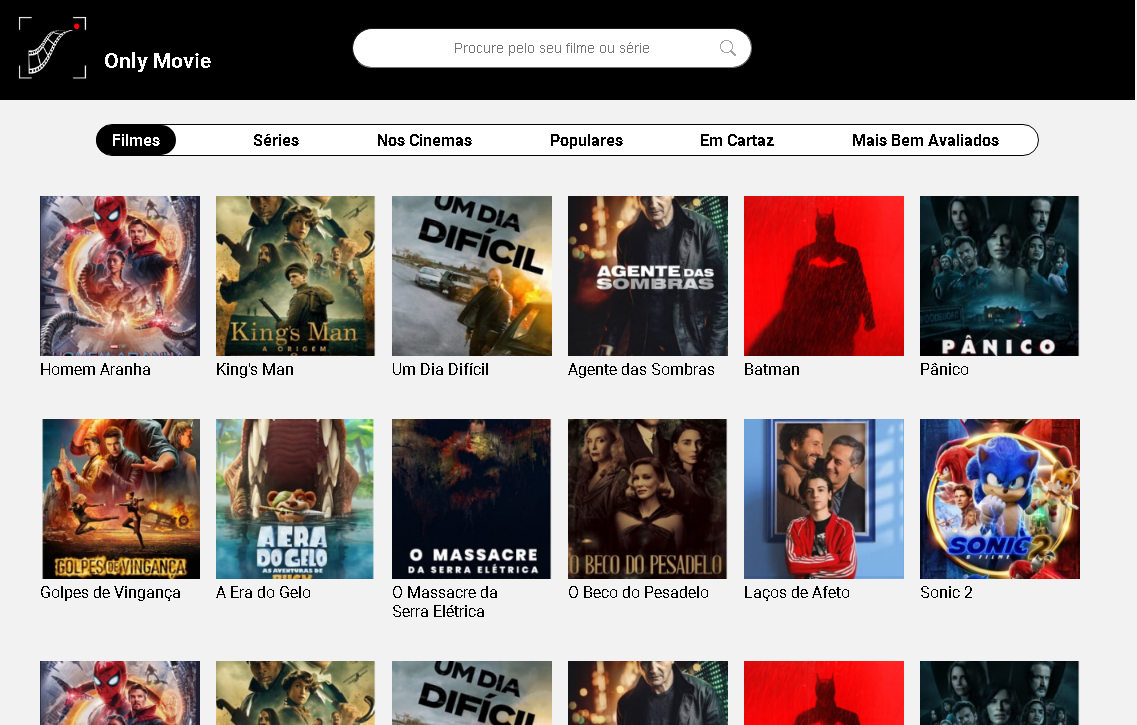 Only Movie
Procure pelo seu filme ou série
Filmes Séries Nos Cinemas Populares Em Cartaz Mais Bem Avaliados
King's Man
A ORIGEM
UM DIA
DIFÍCIL
AGENTE DAS
SOMBRAS
PÂNICO
Homem Aranha
King's Man
Um Dia Difícil
Agente das Sombras
Batman
Pânico
GOLPES DE VINGANÇA
A ERA
DO GELO
AS AVENTURAS DE
O MASSACRE
DA SERRA ELÉTRICA
O BECO DO PESADELO
SONIC 2
O FILME
Golpes de Vingança
A Era do Gelo
O Massacre da
Serra Elétrica
O Beco do Pesadelo
Laços de Afeto
Sonic 2
UM DIA
DIFÍCIL